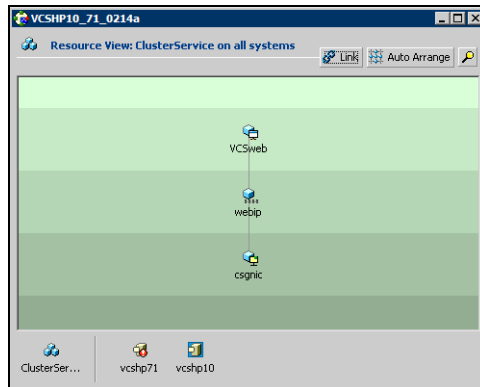 VCSHP10_71_0214a
Resource View: ClusterService on all systems
Link
Auto Arrange
VCSweb
webip
csgnic
ClusterSer...
vcshp71
vcshp10